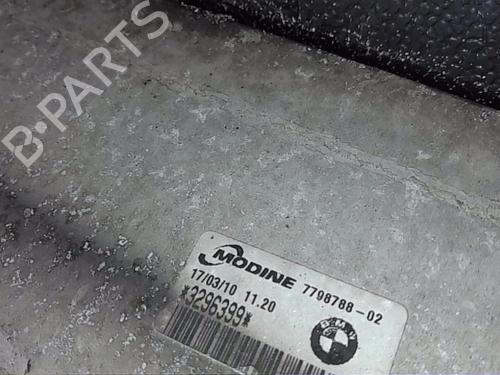 B-PARTS
MODINE 7798788-02
17/03/10 11.20
*3296399*
BMW